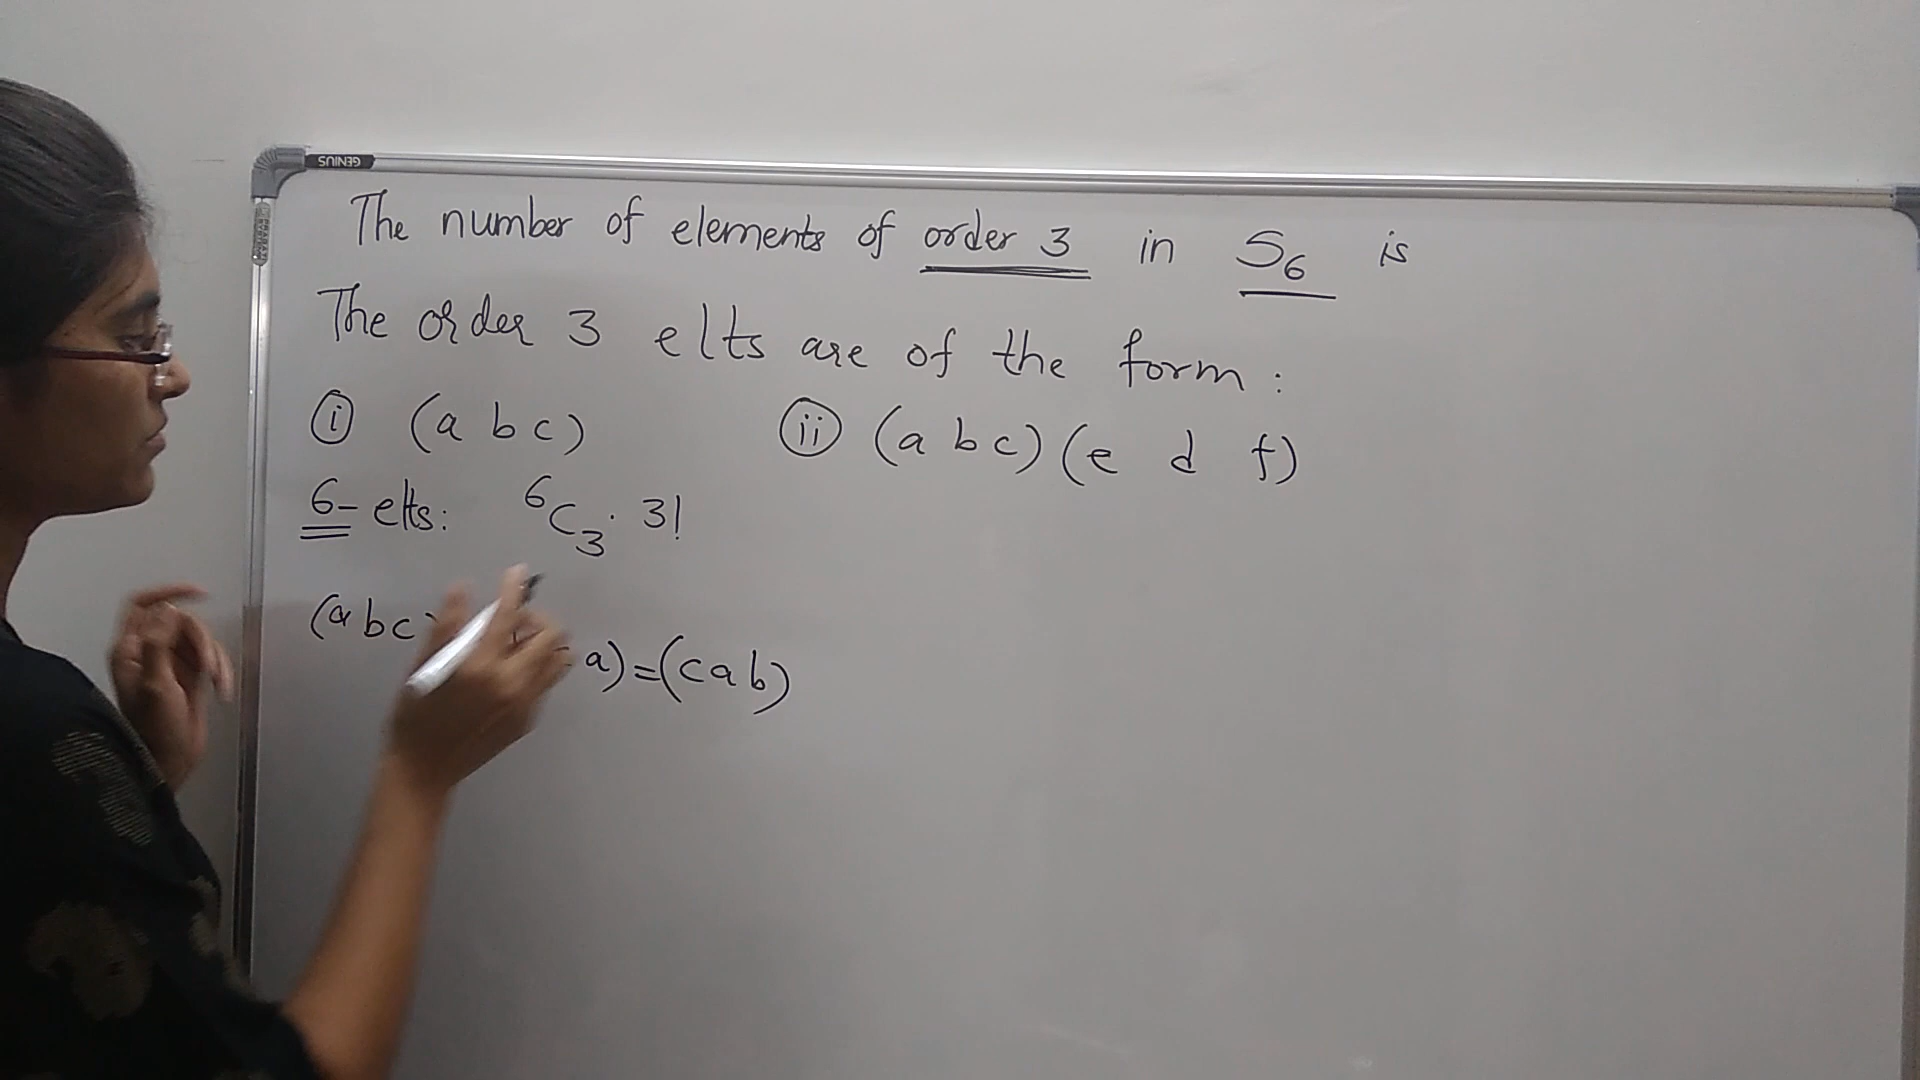 GENIUS
The number of elements of order 3 in S₆ is
The order 3 elts are of the form :
(i) (a b c) (ii) (a b c) (e d f)
6- elts: ⁶C₃ · 3!
(a b c a) = (c a b)